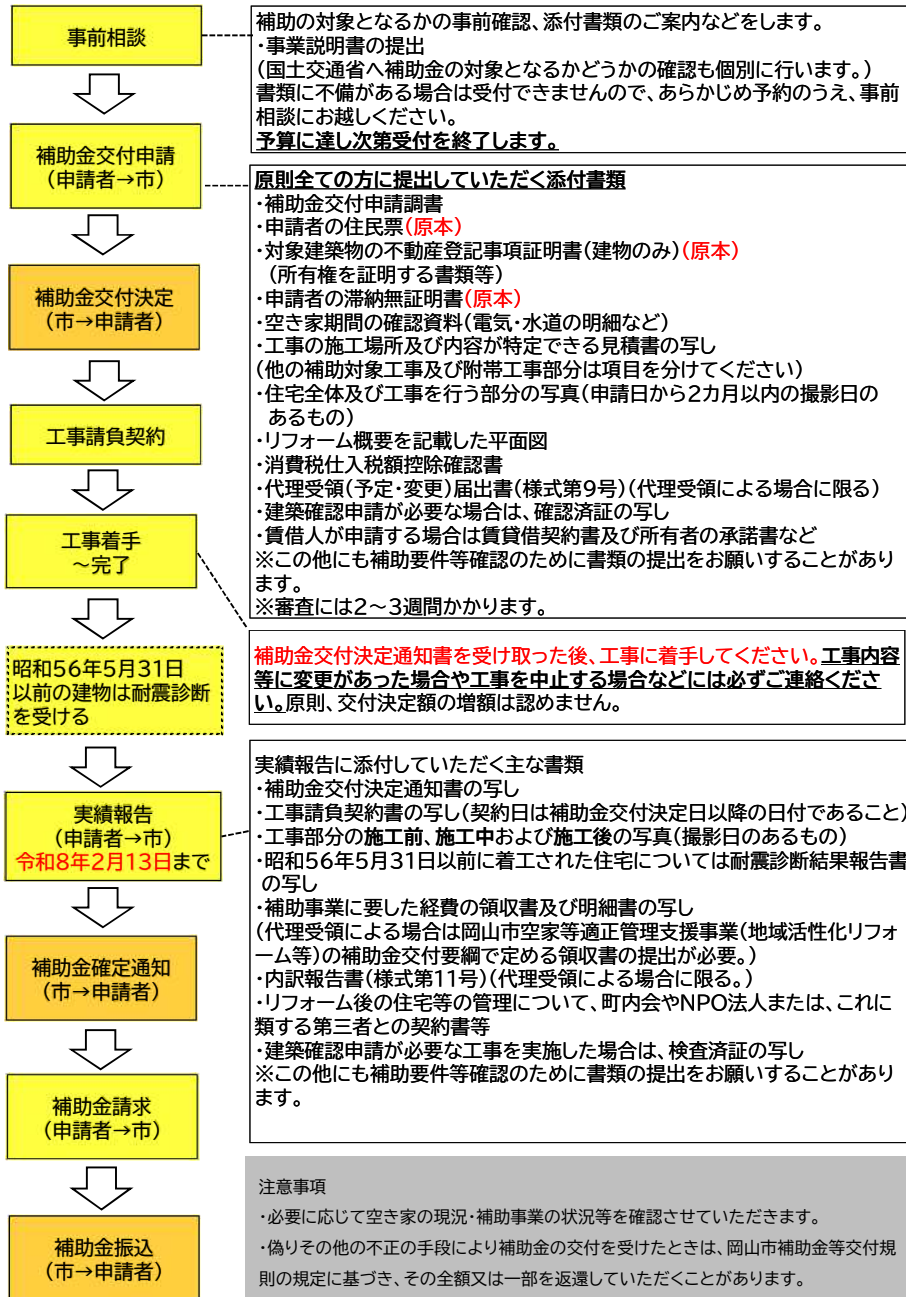 事前相談
補助の対象となるかの事前確認、添付書類のご案内などをします。
・事業説明書の提出
(国土交通省へ補助金の対象となるかどうかの確認も個別に行います。)
書類に不備がある場合は受付できませんので、あらかじめ予約のうえ、事前
相談にお越しください。
予算に達し次第受付を終了します。
補助金交付申請
(申請者→市)
原則全ての方に提出していただく添付書類
・補助金交付申請調書
・申請者の住民票(原本)
・対象建築物の不動産登記事項証明書(建物のみ)(原本)
(所有権を証明する書類等)
・申請者の滞納無証明書(原本)
・空き家期間の確認資料(電気・水道の明細など)
・工事の施工場所及び内容が特定できる見積書の写し
(他の補助対象工事及び附帯工事部分は項目を分けてください)
・住宅全体及び工事を行う部分の写真(申請日から2カ月以内の撮影日の
あるもの)
・リフォーム概要を記載した平面図
・消費税仕入税額控除確認書
・代理受領(予定・変更)届出書(様式第9号)(代理受領による場合に限る)
・建築確認申請が必要な場合は、確認済証の写し
・賃借人が申請する場合は賃貸借契約書及び所有者の承諾書など
※この他にも補助要件等確認のために書類の提出をお願いすることがあり
ます。
※審査には2~3週間かかります。
補助金交付決定
(市→申請者)
工事請負契約
工事着手
~完了
補助金交付決定通知書を受け取った後、工事に着手してください。工事内容
等に変更があった場合や工事を中止する場合などには必ずご連絡くださ
い。原則、交付決定額の増額は認めません。
昭和56年5月31日
以前の建物は耐震診断
を受ける
実績報告
(申請者→市)
令和8年2月13日まで
実績報告に添付していただく主な書類
・補助金交付決定通知書の写し
・工事請負契約書の写し(契約日は補助金交付決定日以降の日付であること)
・工事部分の施工前、施工中および施工後の写真(撮影日のあるもの)
・昭和56年5月31日以前に着工された住宅については耐震診断結果報告書
の写し
・補助事業に要した経費の領収書及び明細書の写し
(代理受領による場合は岡山市空家等適正管理支援事業(地域活性化リフォ
ーム等)の補助金交付要綱で定める領収書の提出が必要。)
・内訳報告書(様式第11号)(代理受領による場合に限る。)
・リフォーム後の住宅等の管理について、町内会やNPO法人または、これに
類する第三者との契約書等
・建築確認申請が必要な工事を実施した場合は、検査済証の写し
※この他にも補助要件等確認のために書類の提出をお願いすることがあり
ます。
補助金確定通知
(市→申請者)
補助金請求
(申請者→市)
補助金振込
(市→申請者)
注意事項
・必要に応じて空き家の現況・補助事業の状況等を確認させていただきます。
・偽りその他の不正の手段により補助金の交付を受けたときは、岡山市補助金等交付規
則の規定に基づき、その全額又は一部を返還していただくことがあります。